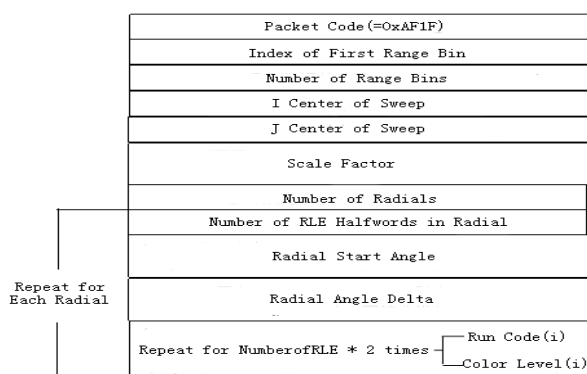 Packet Code(=0xAF1F)
Index of First Range Bin
Number of Range Bins
I Center of Sweep
J Center of Sweep
Scale Factor
Number of Radials
Number of RLE Halfwords in Radial
Radial Start Angle
Repeat for
Each Radial
Radial Angle Delta
Repeat for NumberofRLE * 2 times
Run Code(i)
Color Level(i)